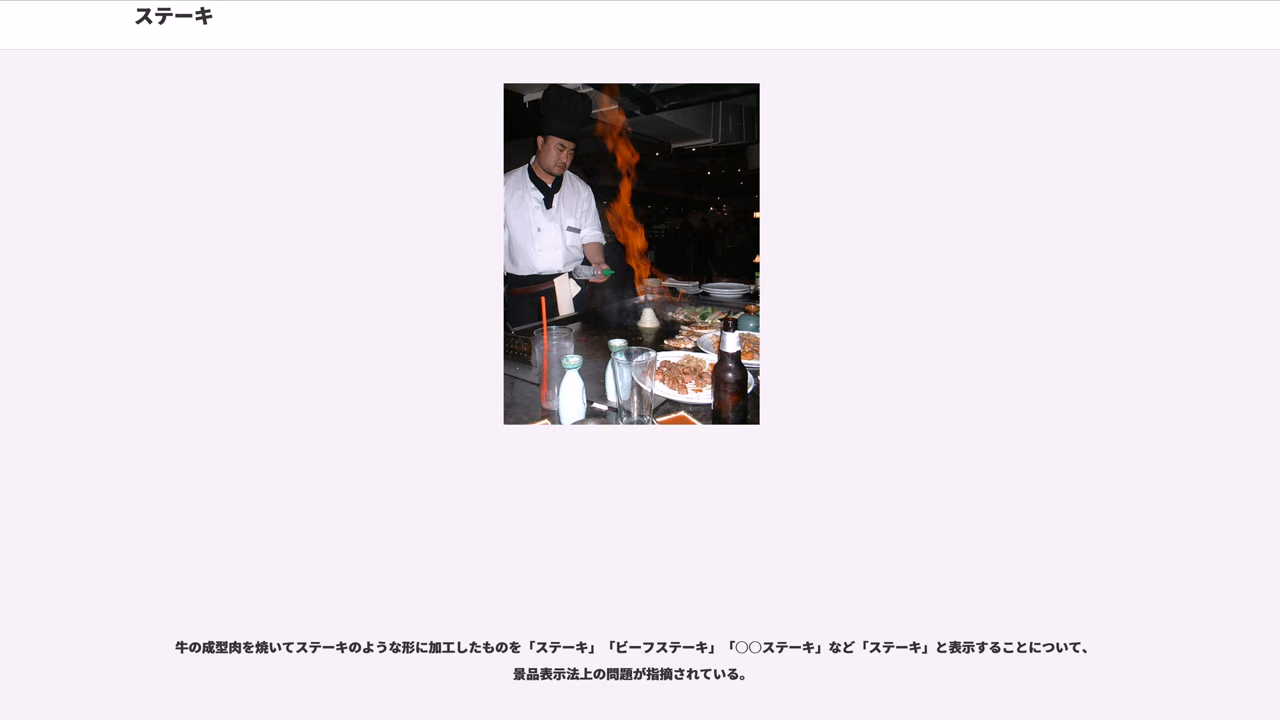 ステーキ
牛の成型肉を焼いてステーキのような形に加工したものを「ステーキ」「ビーフステーキ」「〇〇ステーキ」など「ステーキ」と表示することについて、
景品表示法上の問題が指摘されている。